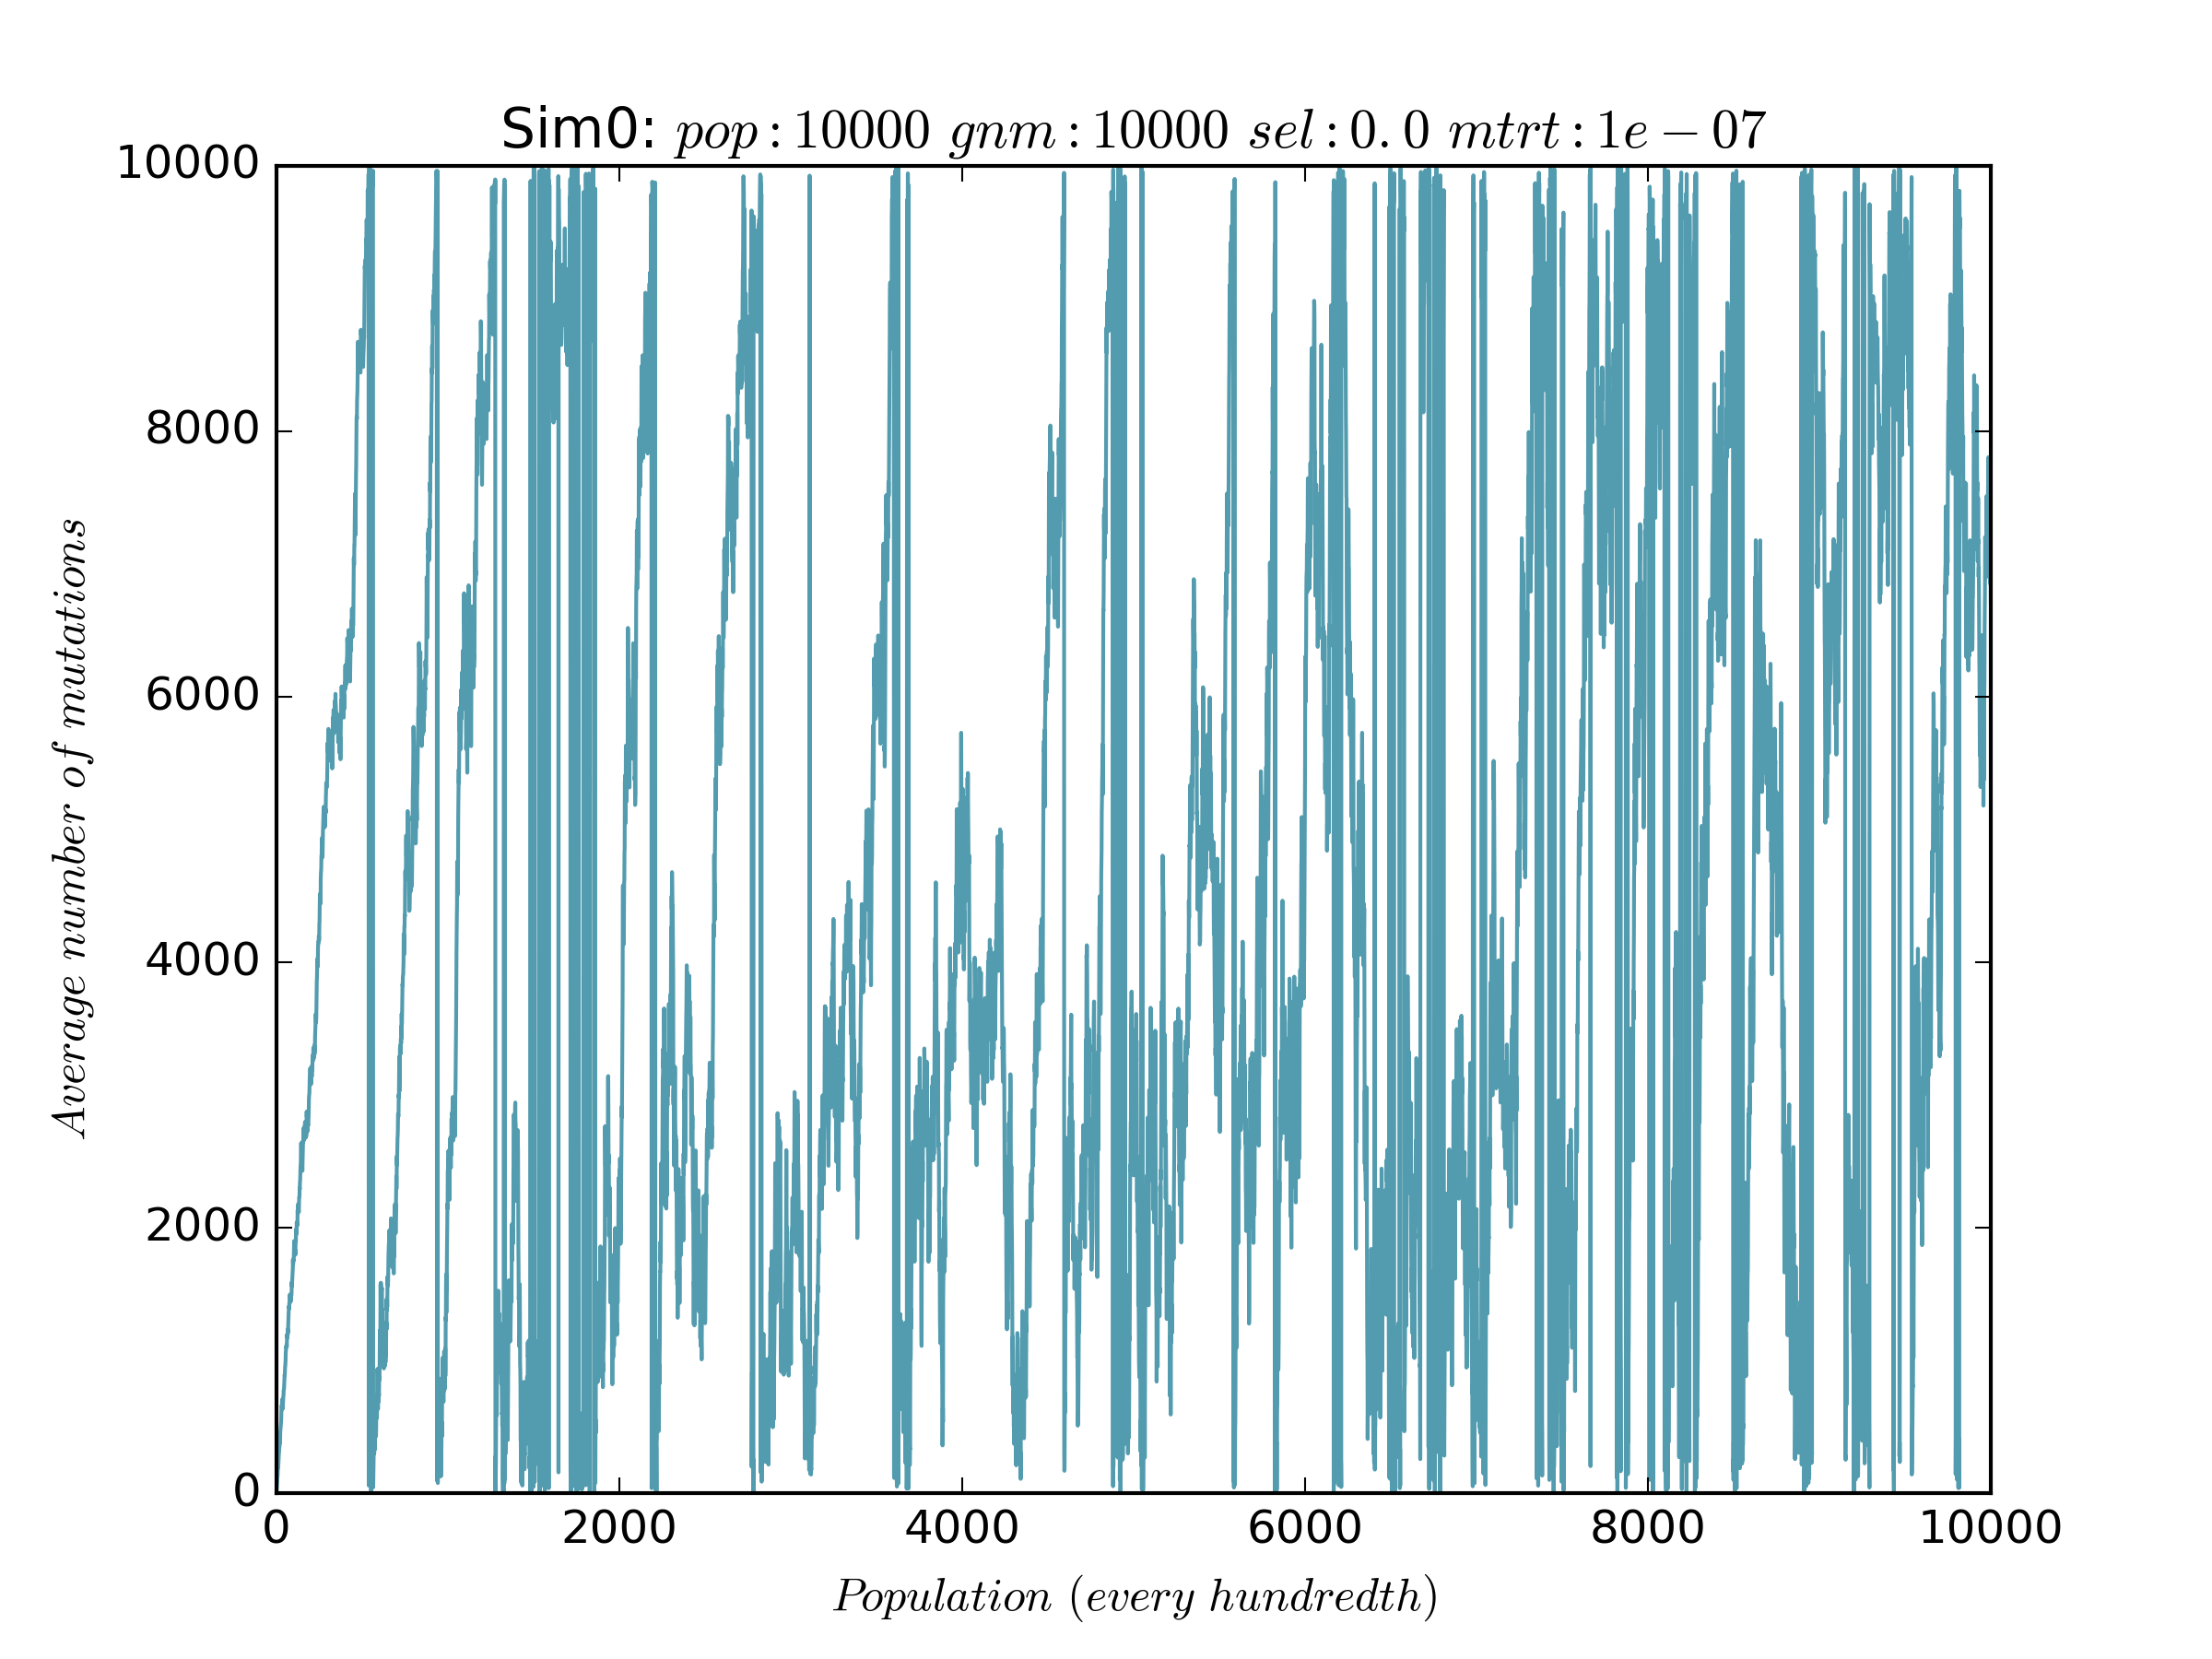 Sim0: pop : 10000 gnm : 10000 sel : 0.0 mtrt : 1e − 07
10000
8000
6000
4000
2000
0
Average number of mutations
0 2000 4000 6000 8000 10000
Population (every hundredth)